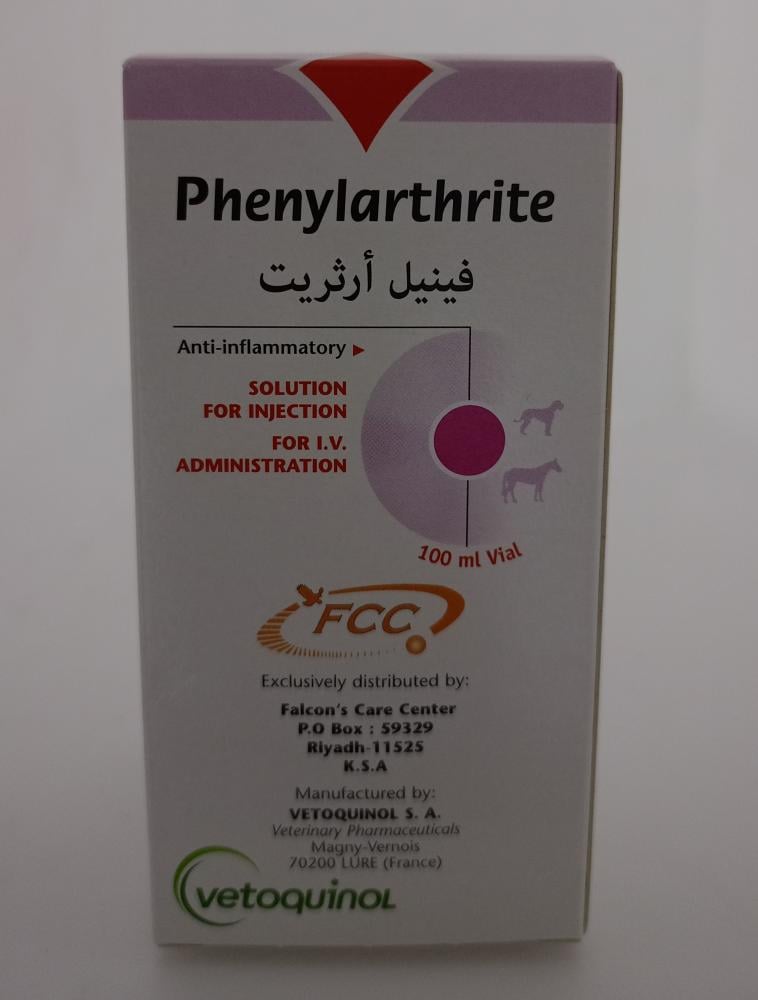 Phenylarthrite
فينيل أرثريت
Anti-inflammatory
SOLUTION
FOR INJECTION
FOR I.V.
ADMINISTRATION
100 ml Vial
FCC
Exclusively distributed by:
Falcon's Care Center
P.O Box : 59329
Riyadh-11525
K.S.A
Manufactured by:
VETOQUINOL S. A.
Veterinary Pharmaceuticals
Magny-Vernois
70200 LURE (France)
vetoquinol